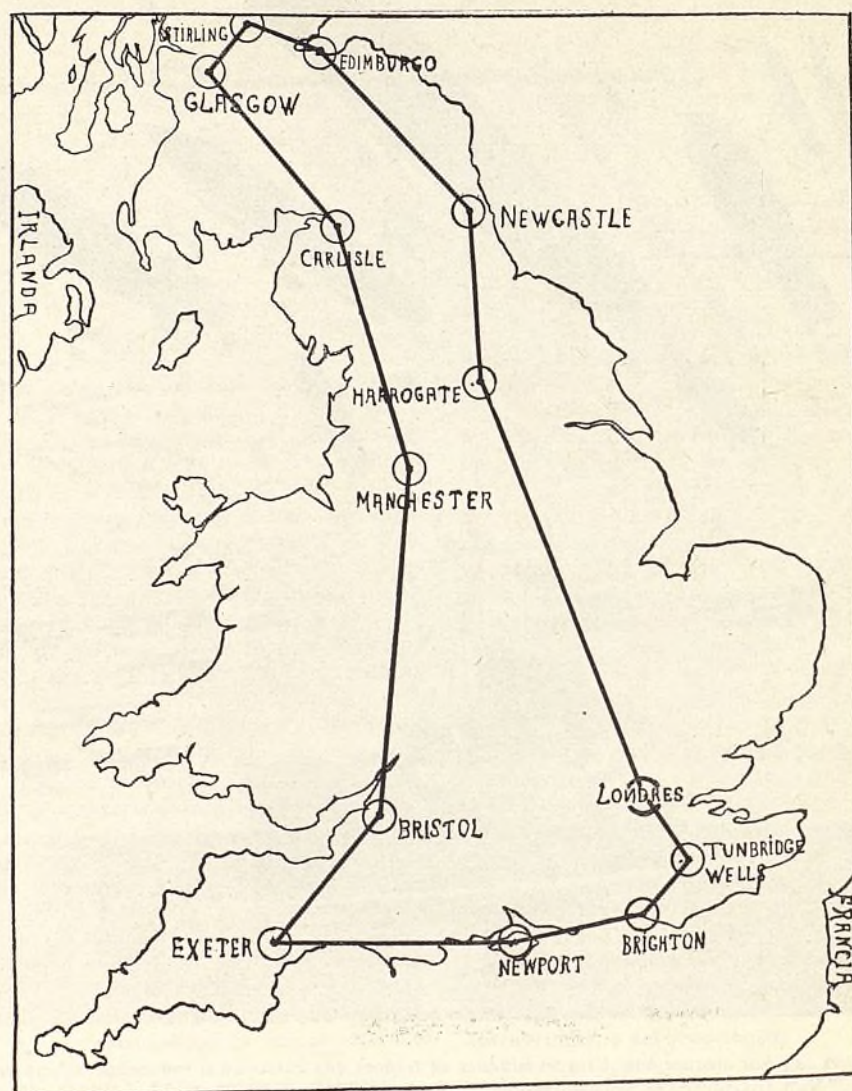 STIRLING
EDIMBURGO
GLASGOW
NEWCASTLE
CARLISLE
IRLANDA
HARROGATE
MANCHESTER
LONDRES
BRISTOL
TUNBRIDGE
WELLS
EXETER
NEWPORT
BRIGHTON
FRANCIA